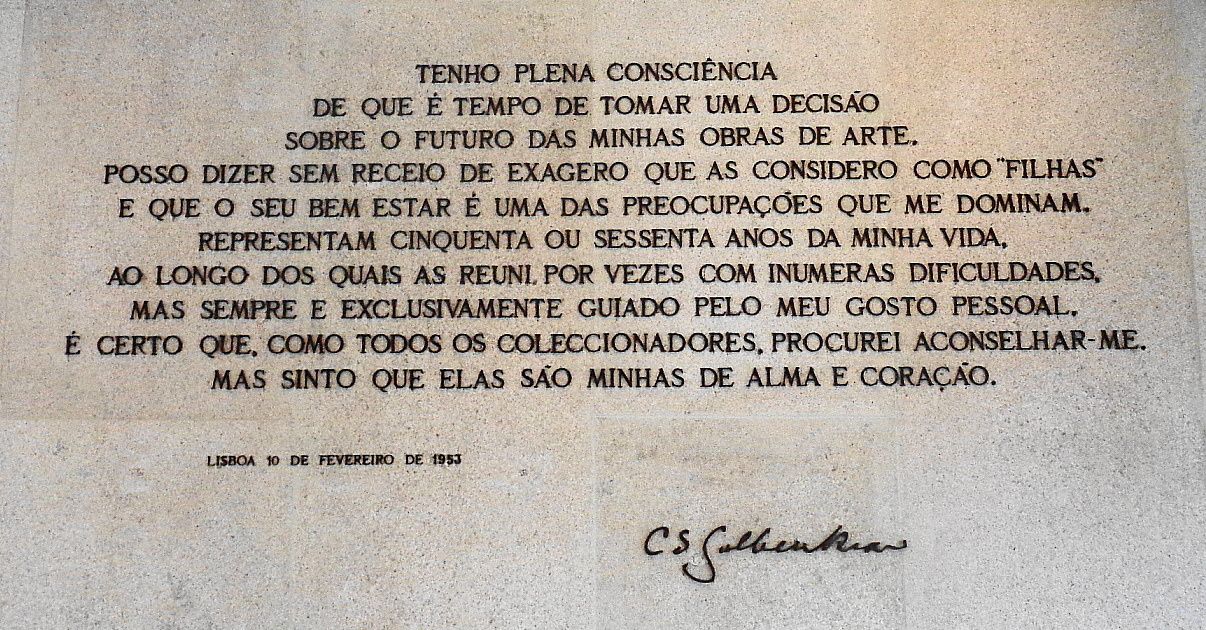 TENHO PLENA CONSCIÊNCIA
DE QUE É TEMPO DE TOMAR UMA DECISÃO
SOBRE O FUTURO DAS MINHAS OBRAS DE ARTE.
POSSO DIZER SEM RECEIO DE EXAGERO QUE AS CONSIDERO COMO "FILHAS"
E QUE O SEU BEM ESTAR É UMA DAS PREOCUPAÇÕES QUE ME DOMINAM.
REPRESENTAM CINQUENTA OU SESSENTA ANOS DA MINHA VIDA,
AO LONGO DOS QUAIS AS REUNI, POR VEZES COM INUMERAS DIFICULDADES,
MAS SEMPRE E EXCLUSIVAMENTE GUIADO PELO MEU GOSTO PESSOAL.
É CERTO QUE, COMO TODOS OS COLECCIONADORES, PROCUREI ACONSELHAR-ME.
MAS SINTO QUE ELAS SÃO MINHAS DE ALMA E CORAÇÃO.
LISBOA 10 DE FEVEREIRO DE 1953
C S Gulbenkian